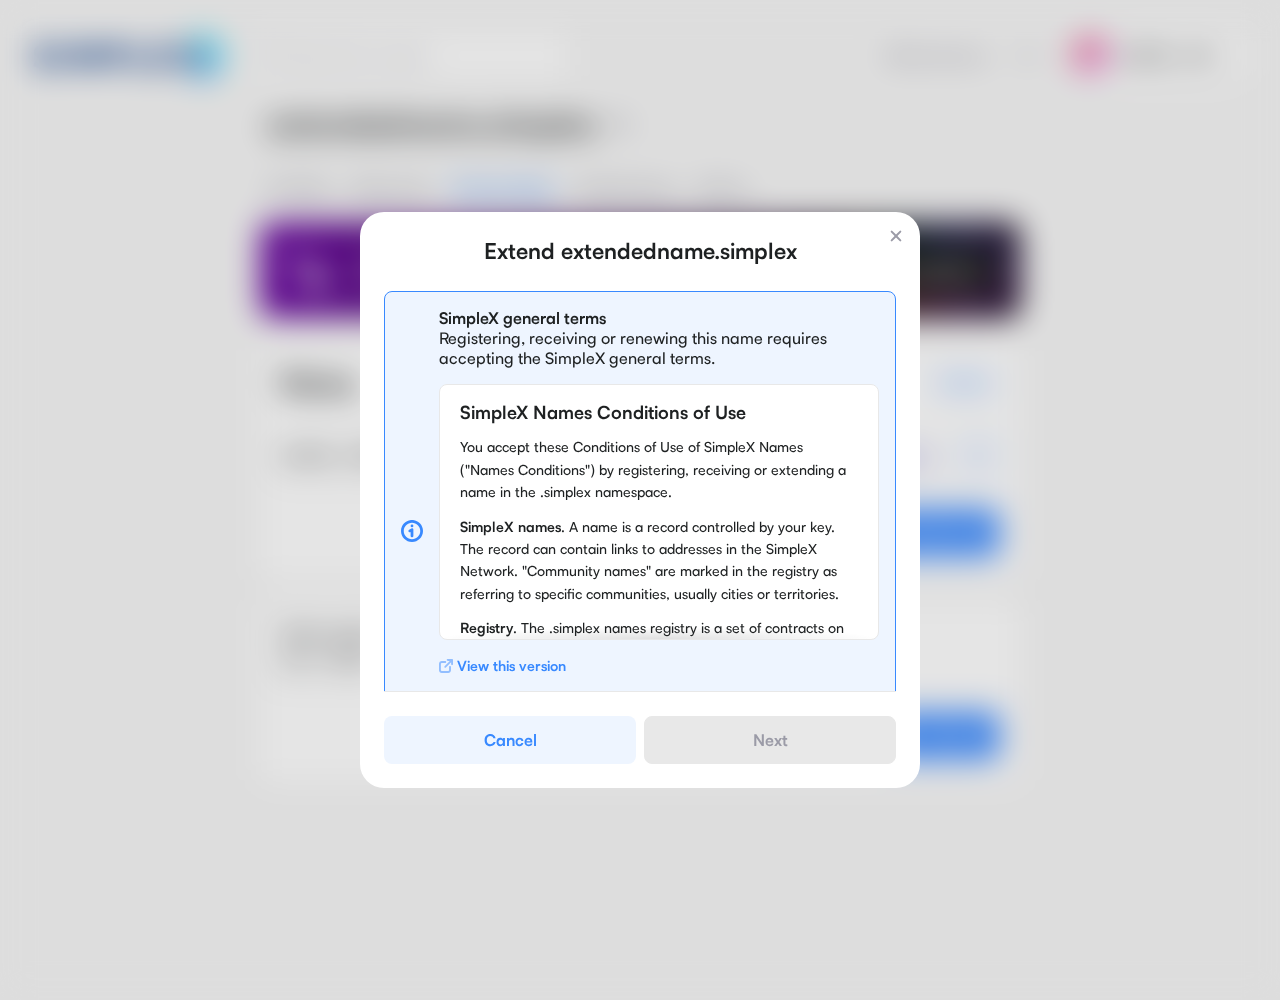 Extend extendedname.simplex
SimpleX general terms
Registering, receiving or renewing this name requires
accepting the SimpleX general terms.
SimpleX Names Conditions of Use
You accept these Conditions of Use of SimpleX Names
("Names Conditions") by registering, receiving or extending a
name in the .simplex namespace.
SimpleX names. A name is a record controlled by your key.
The record can contain links to addresses in the SimpleX
Network. "Community names" are marked in the registry as
referring to specific communities, usually cities or territories.
Registry. The .simplex names registry is a set of contracts on
View this version
Cancel
Next